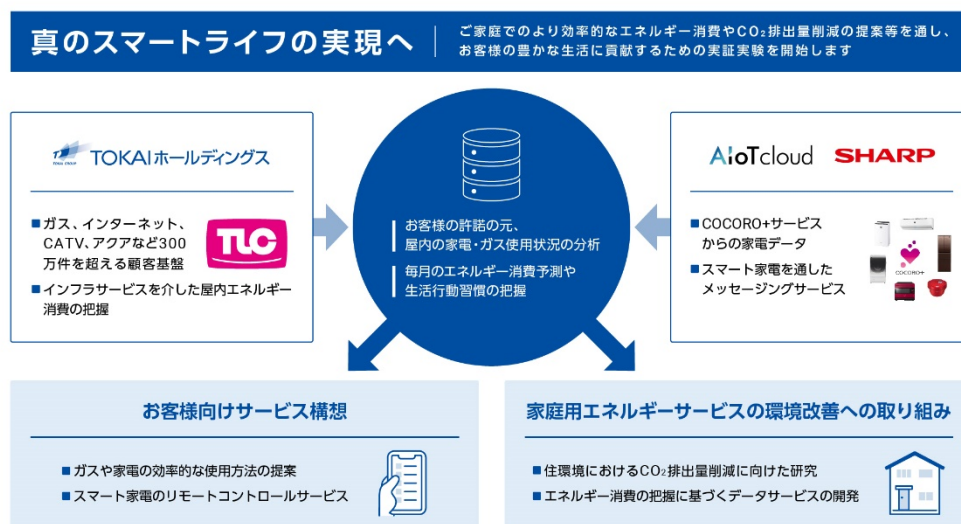 真のスマートライフの実現へ
ご家庭でのより効率的なエネルギー消費やCO₂排出量削減の提案等を通し、
お客様の豊かな生活に貢献するための実証実験を開始します
TOKAIホールディングス
ガス、インターネット、
CATV、アクアなど300
万件を超える顧客基盤
TLC
インフラサービスを介した屋内エネルギー
消費の把握
お客様の許諾の元、
屋内の家電・ガス使用状況の分析
毎月のエネルギー消費予測や
生活行動習慣の把握
AIoTcloud SHARP
COCORO+サービス
からの家電データ
スマート家電を通した
メッセージングサービス
COCORO+
お客様向けサービス構想
ガスや家電の効率的な使用方法の提案
スマート家電のリモートコントロールサービス
家庭用エネルギーサービスの環境改善への取り組み
住環境におけるCO₂排出量削減に向けた研究
エネルギー消費の把握に基づくデータサービスの開発